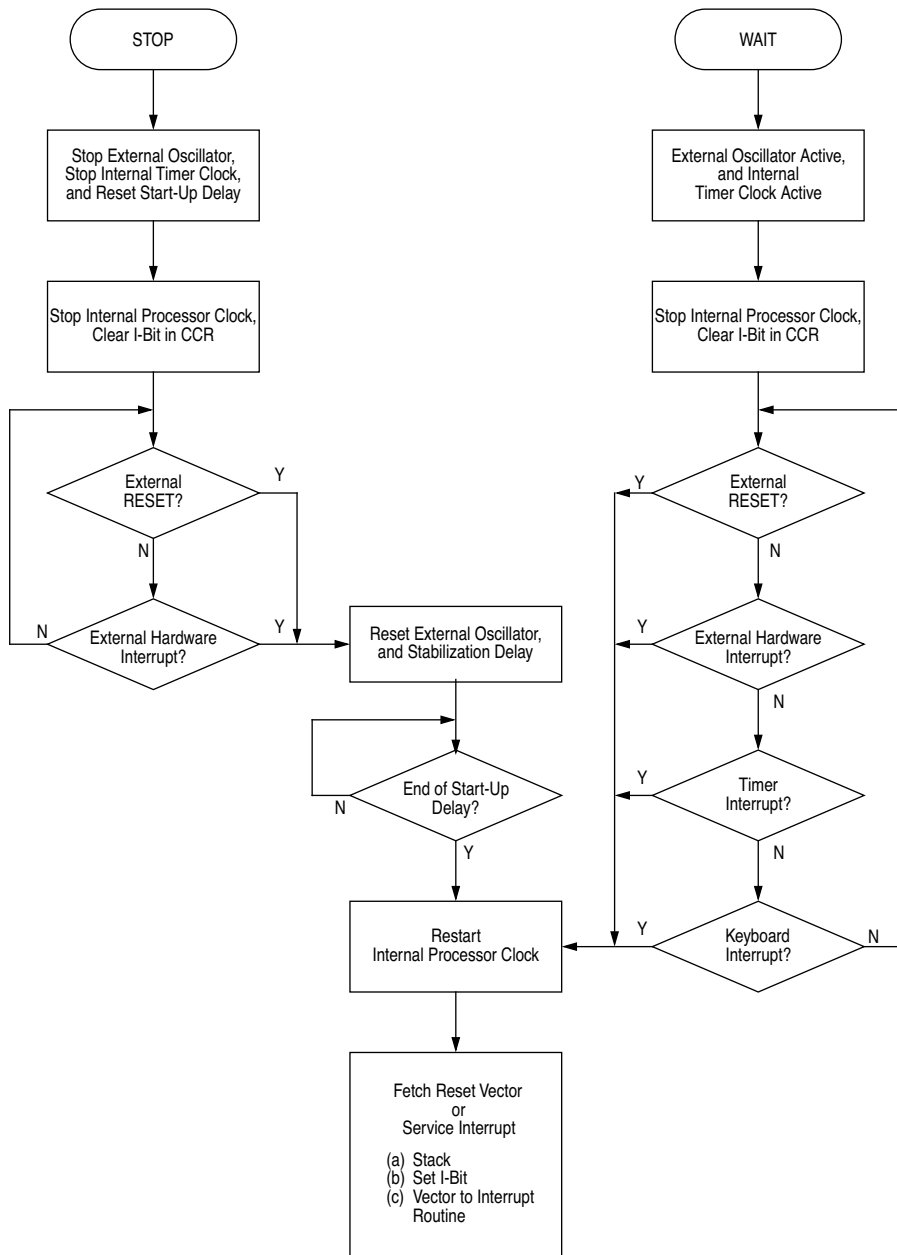 STOP
Stop External Oscillator,
Stop Internal Timer Clock,
and Reset Start-Up Delay
Stop Internal Processor Clock,
Clear I-Bit in CCR
External
RESET?
Y
N
External Hardware
Interrupt?
N
Y
Reset External Oscillator,
and Stabilization Delay
End of Start-Up
Delay?
N
Y
WAIT
External Oscillator Active,
and Internal
Timer Clock Active
Stop Internal Processor Clock,
Clear I-Bit in CCR
External
RESET?
Y
N
External Hardware
Interrupt?
Y
N
Timer
Interrupt?
Y
N
Keyboard
Interrupt?
Y
N
Restart
Internal Processor Clock
Fetch Reset Vector
or
Service Interrupt
(a) Stack
(b) Set I-Bit
(c) Vector to Interrupt
Routine